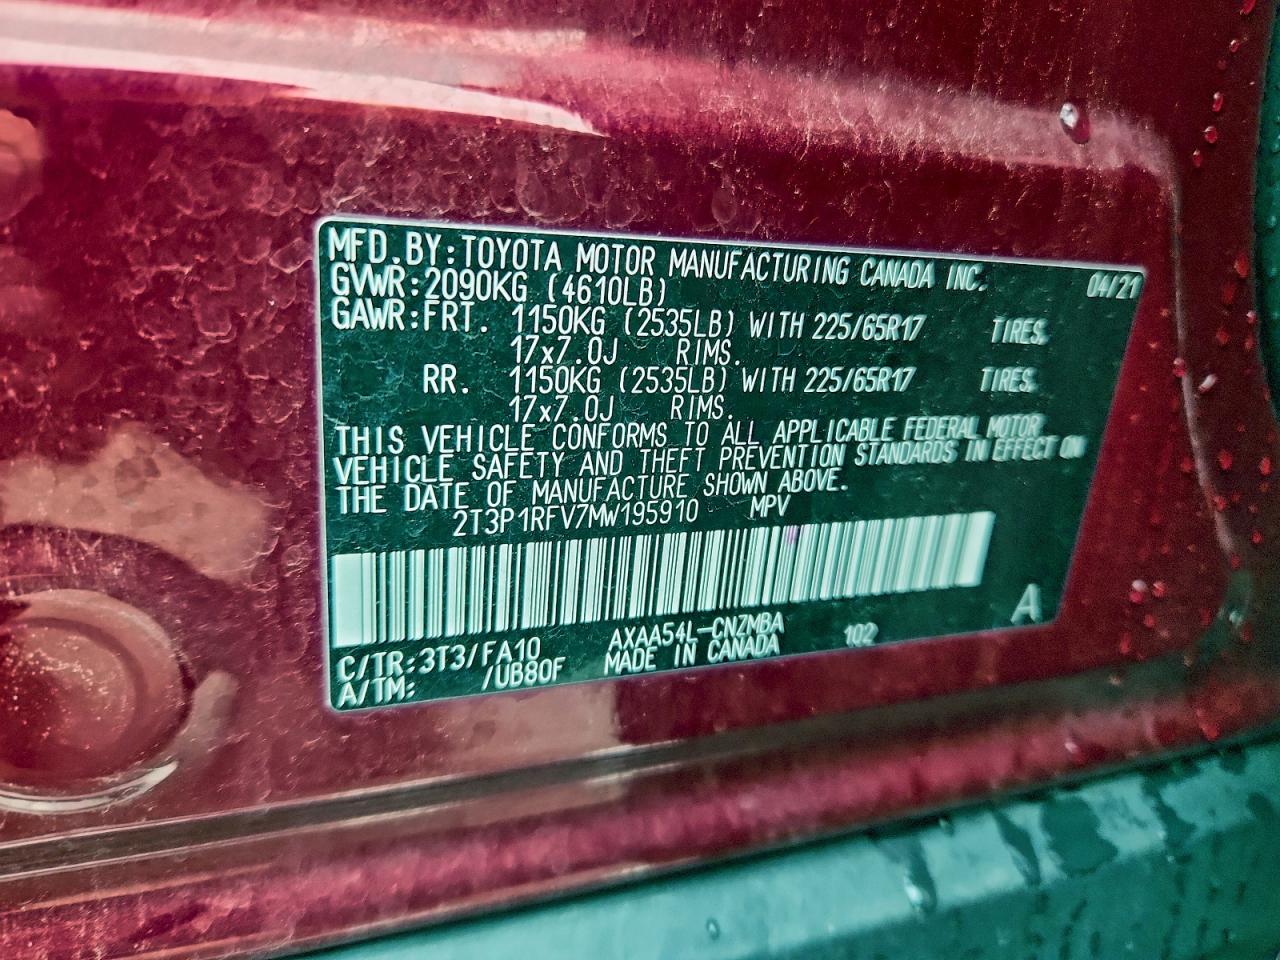 MFD.BY:TOYOTA MOTOR MANUFACTURING CANADA INC. 04/21
GVWR:2090KG (4610LB)
GAWR:FRT. 1150KG (2535LB) WITH 225/65R17 TIRES.
17x7.0J RIMS.
RR. 1150KG (2535LB) WITH 225/65R17 TIRES.
17x7.0J RIMS.
THIS VEHICLE CONFORMS TO ALL APPLICABLE FEDERAL MOTOR
VEHICLE SAFETY AND THEFT PREVENTION STANDARDS IN EFFECT ON
THE DATE OF MANUFACTURE SHOWN ABOVE.
2T3P1RFV7MW195910 MPV
A
C/TR:3T3/FA10 AXAA54L-CNZMBA 102
A/TM: /UB80F MADE IN CANADA